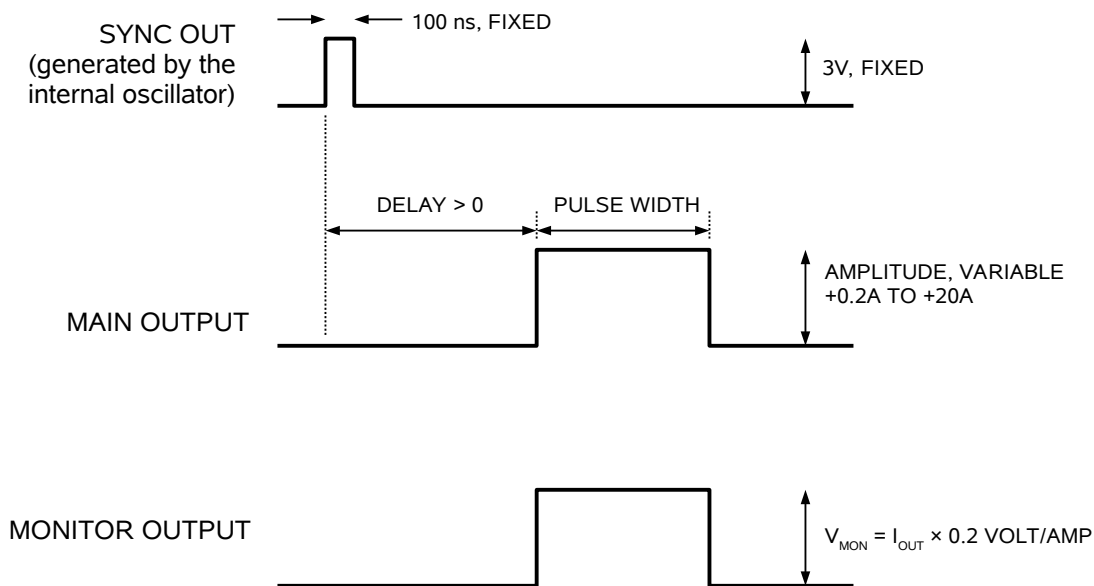 SYNC OUT
(generated by the
internal oscillator)
100 ns, FIXED
3V, FIXED
DELAY > 0
PULSE WIDTH
AMPLITUDE, VARIABLE
+0.2A TO +20A
MAIN OUTPUT
MONITOR OUTPUT
V_MON = I_OUT × 0.2 VOLT/AMP